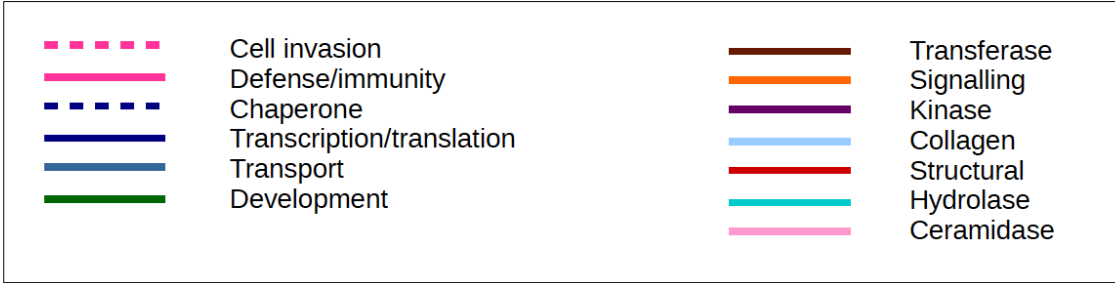 Cell invasion
Defense/immunity
Chaperone
Transcription/translation
Transport
Development
Transferase
Signalling
Kinase
Collagen
Structural
Hydrolase
Ceramidase